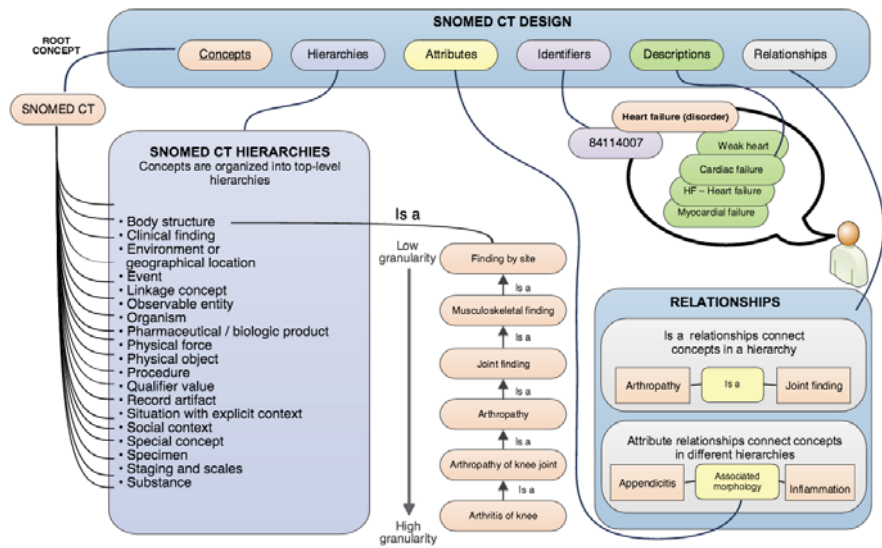 SNOMED CT DESIGN
ROOT
CONCEPT
Concepts
Hierarchies
Attributes
Identifiers
Descriptions
Relationships
SNOMED CT
SNOMED CT HIERARCHIES
Concepts are organized into top-level
hierarchies
• Body structure
• Clinical finding
• Environment or
geographical location
• Event
• Linkage concept
• Observable entity
• Organism
• Pharmaceutical / biologic product
• Physical force
• Physical object
• Procedure
• Qualifier value
• Record artifact
• Situation with explicit context
• Social context
• Special concept
• Specimen
• Staging and scales
• Substance
Is a
Low
granularity
High
granularity
Finding by site
Is a
Musculoskeletal finding
Is a
Joint finding
Is a
Arthropathy
Is a
Arthropathy of knee joint
Is a
Arthritis of knee
Heart failure (disorder)
84114007
Weak heart
Cardiac failure
HF – Heart failure
Myocardial failure
RELATIONSHIPS
Is a relationships connect
concepts in a hierarchy
Arthropathy
Is a
Joint finding
Attribute relationships connect concepts
in different hierarchies
Appendicitis
Associated
morphology
Inflammation